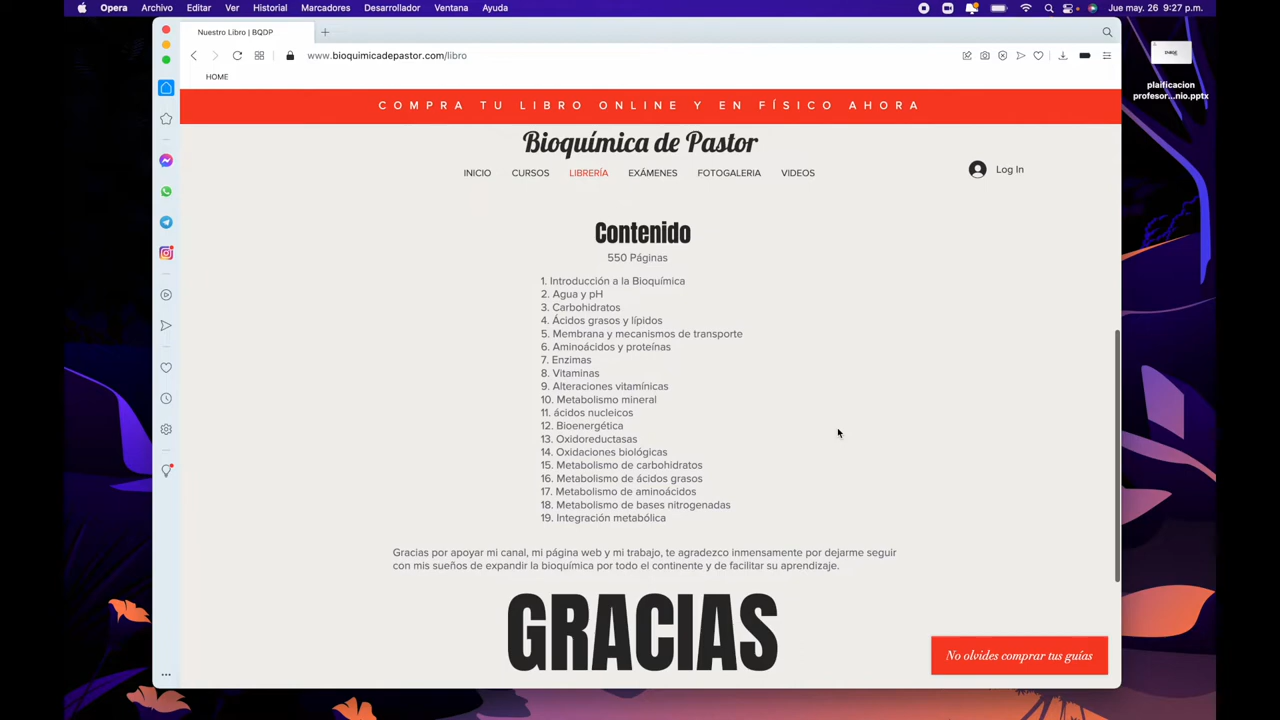 Opera Archivo Editar Ver Historial Marcadores Desarrollador Ventana Ayuda Jue may. 26 9:27 p.m.
Nuestro Libro | BQDP
www.bioquimicadepastor.com/libro
HOME
COMPRA TU LIBRO ONLINE Y EN FÍSICO AHORA
Bioquímica de Pastor
INICIO CURSOS LIBRERÍA EXÁMENES FOTOGALERIA VIDEOS
Log In
Contenido
550 Páginas
1. Introducción a la Bioquímica
2. Agua y pH
3. Carbohidratos
4. Ácidos grasos y lípidos
5. Membrana y mecanismos de transporte
6. Aminoácidos y proteínas
7. Enzimas
8. Vitaminas
9. Alteraciones vitamínicas
10. Metabolismo mineral
11. ácidos nucleicos
12. Bioenergética
13. Oxidoreductasas
14. Oxidaciones biológicas
15. Metabolismo de carbohidratos
16. Metabolismo de ácidos grasos
17. Metabolismo de aminoácidos
18. Metabolismo de bases nitrogenadas
19. Integración metabólica
Gracias por apoyar mi canal, mi página web y mi trabajo, te agradezco inmensamente por dejarme seguir
con mis sueños de expandir la bioquímica por todo el continente y de facilitar su aprendizaje.
GRACIAS
No olvides comprar tus guías
plaificacion
profesor...nio.pptx